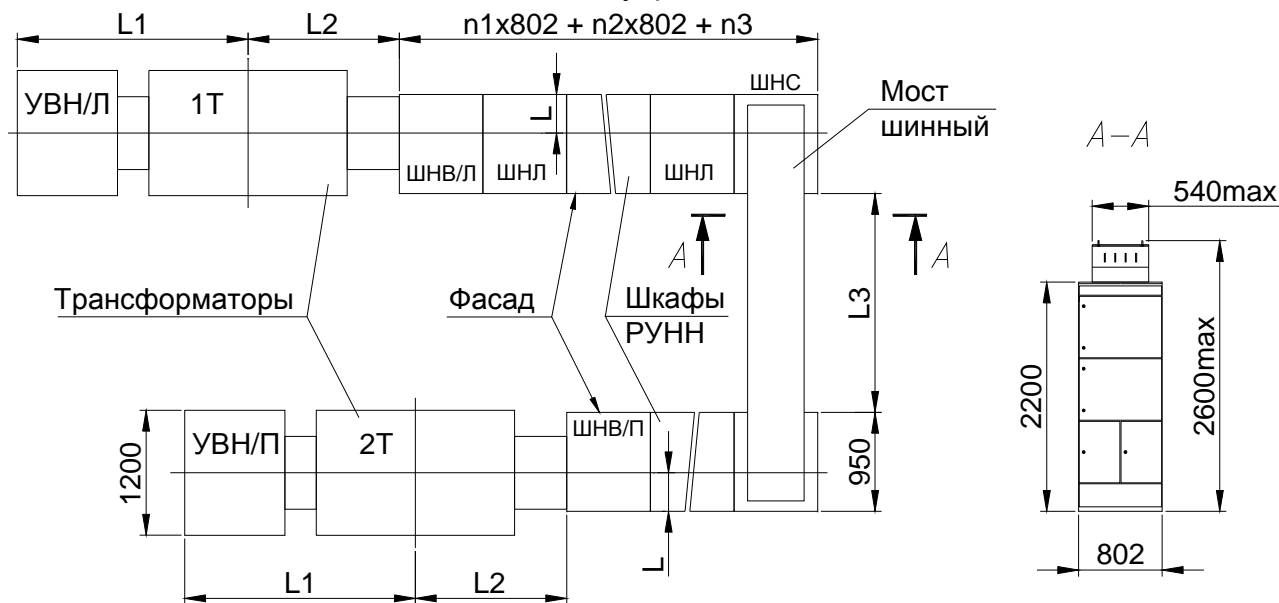 L1
L2
n1x802 + n2x802 + n3
УВН/Л
1Т
L
ШНВ/Л
ШНЛ
ШНЛ
ШНС
Мост
шинный
А–А
540max
А
А
Трансформаторы
Фасад
Шкафы
РУНН
L3
2200
2600max
УВН/П
2Т
ШНВ/П
1200
950
L
L1
L2
802